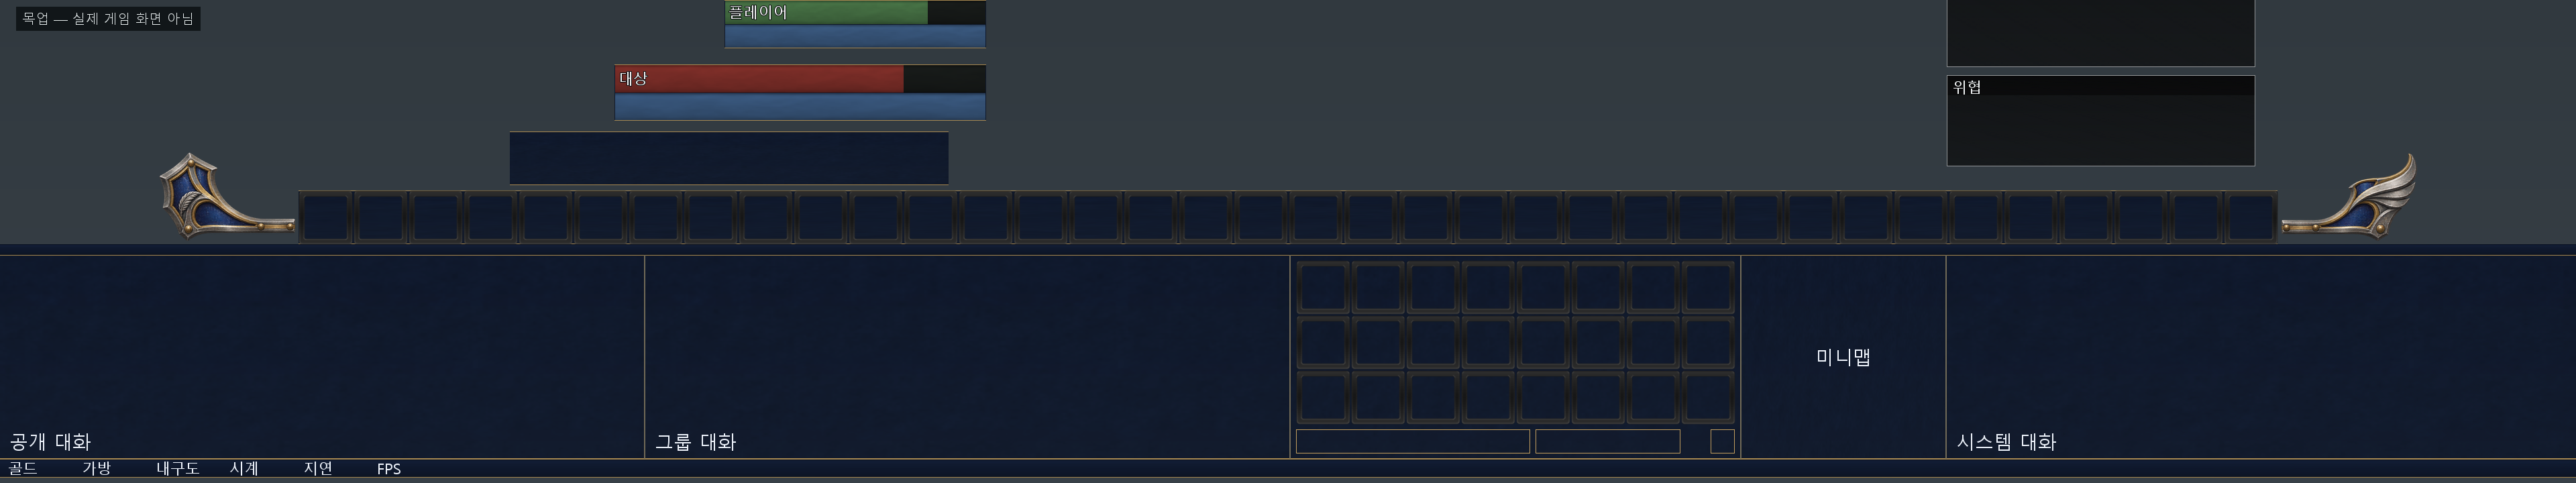 목업 — 실제 게임 화면 아님
플레이어
대상
위협
미니맵
공개 대화
그룹 대화
시스템 대화
골드 가방 내구도 시계 지연 FPS